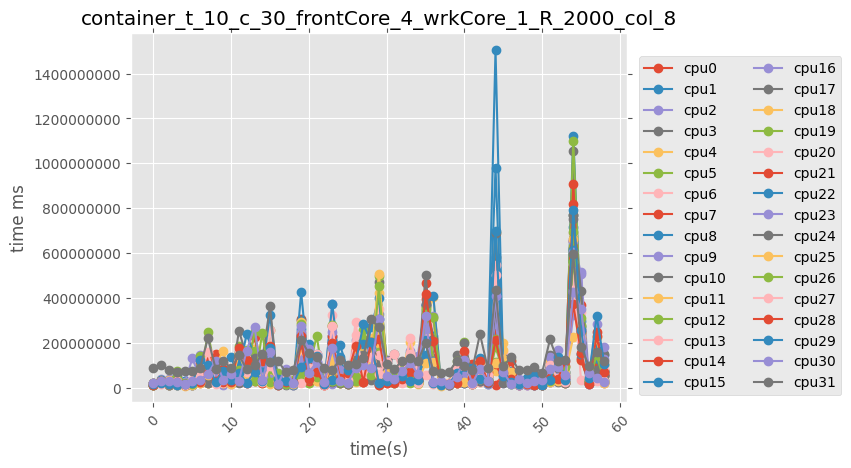 container_t_10_c_30_frontCore_4_wrkCore_1_R_2000_col_8
time ms
1400000000
1200000000
1000000000
800000000
600000000
400000000
200000000
0
0
10
20
30
40
50
60
time(s)
cpu0
cpu1
cpu2
cpu3
cpu4
cpu5
cpu6
cpu7
cpu8
cpu9
cpu10
cpu11
cpu12
cpu13
cpu14
cpu15
cpu16
cpu17
cpu18
cpu19
cpu20
cpu21
cpu22
cpu23
cpu24
cpu25
cpu26
cpu27
cpu28
cpu29
cpu30
cpu31